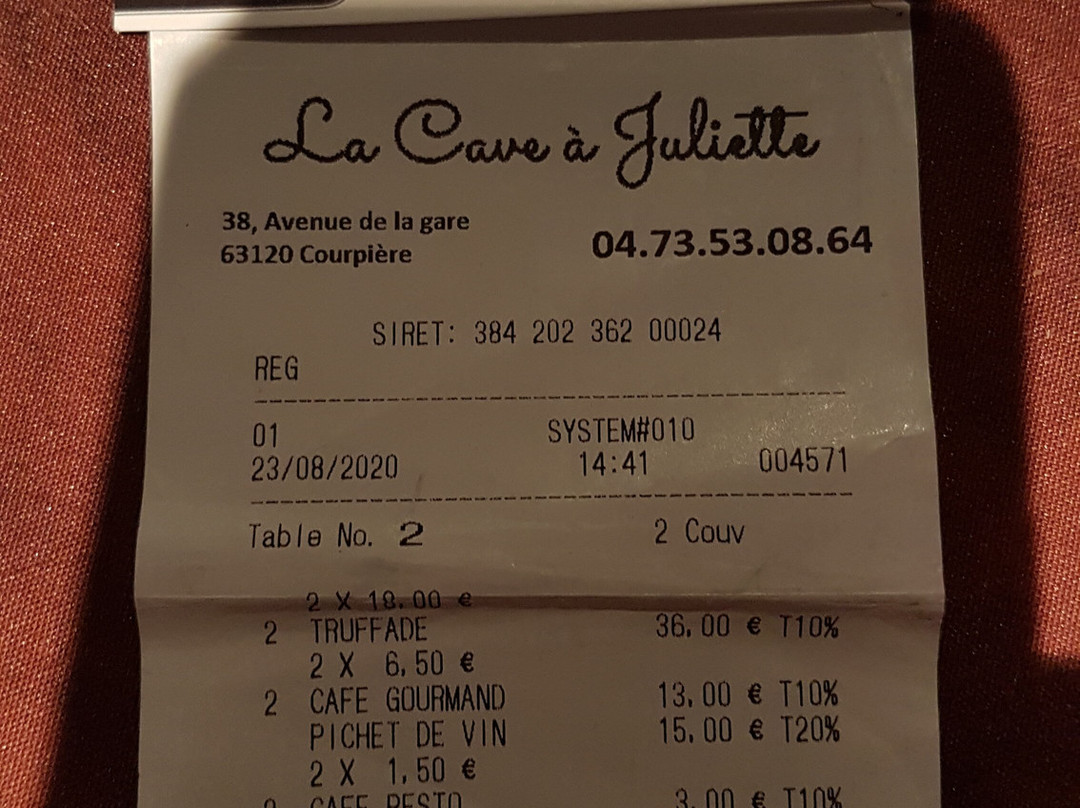 La Cave à Juliette
38, Avenue de la gare
63120 Courpière
04.73.53.08.64
SIRET: 384 202 362 00024
REG
01 SYSTEM#010
23/08/2020 14:41 004571
Table No. 2 2 Couv
2 X 18.00 €
2 TRUFFADE 36,00 € T10%
2 X 6,50 €
2 CAFE GOURMAND 13,00 € T10%
PICHET DE VIN 15,00 € T20%
2 X 1,50 €
2 CAFE RESTO 3,00 € T10%